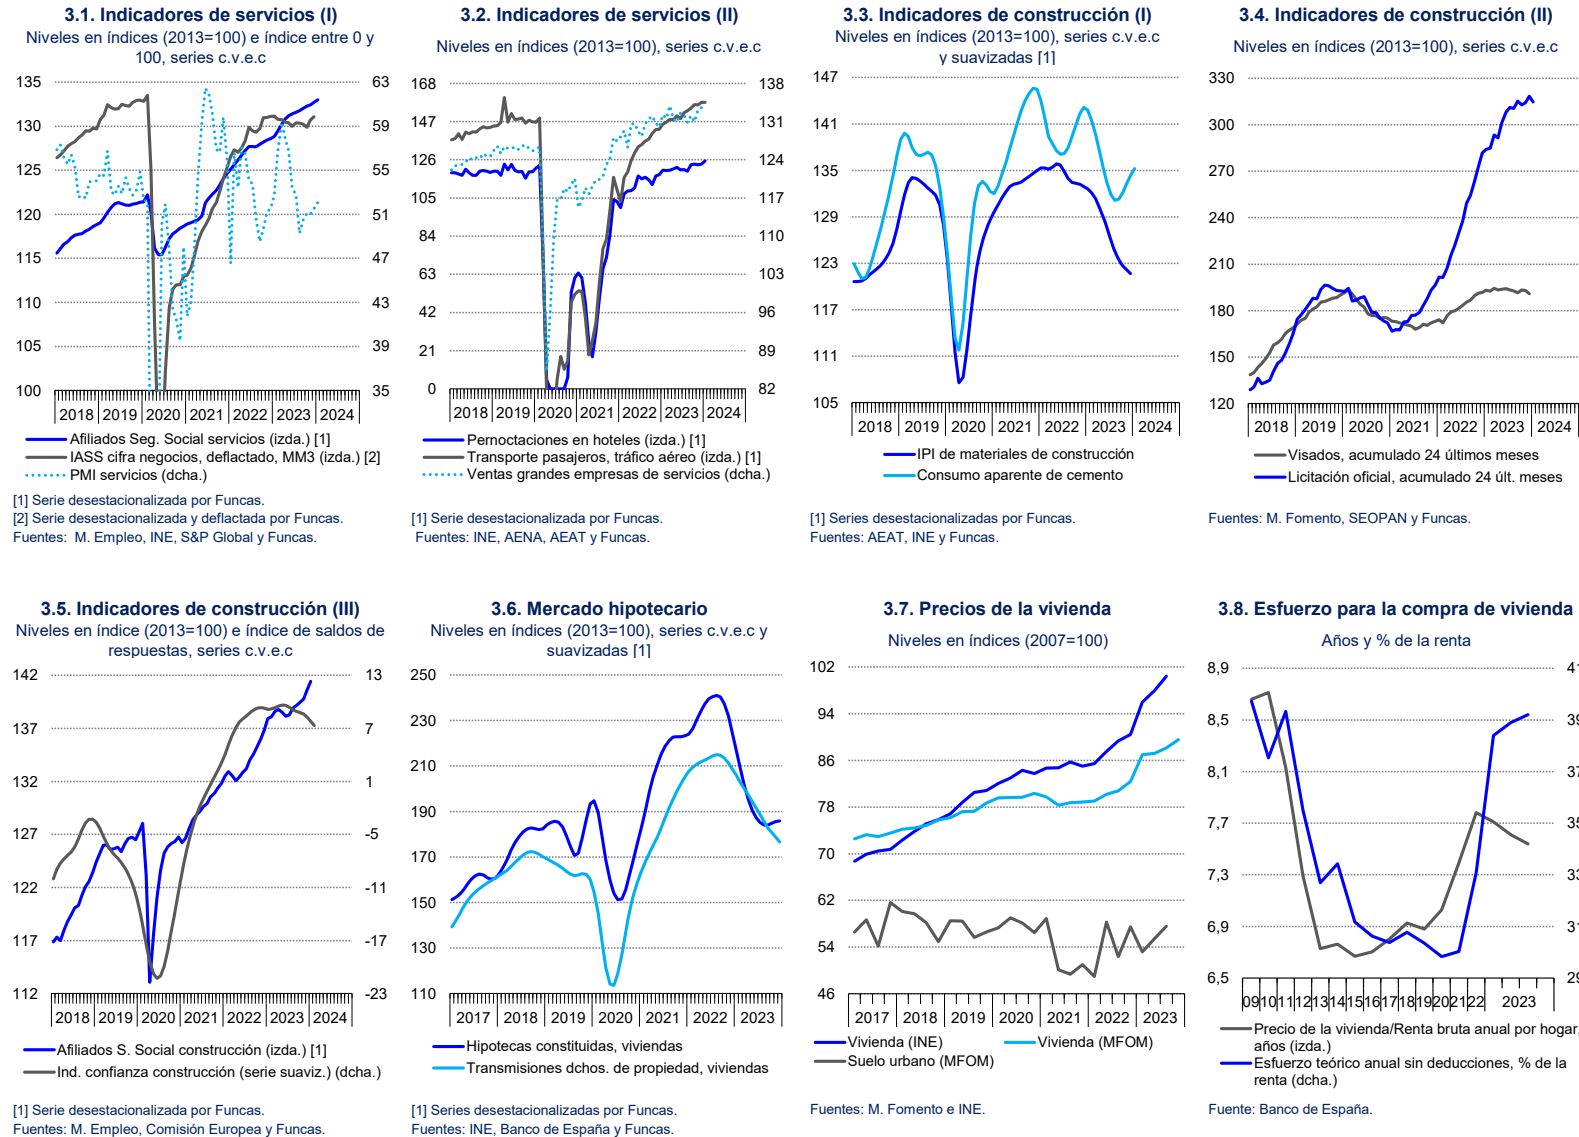 3.1. Indicadores de servicios (I)
Niveles en índices (2013=100) e índice entre 0 y
100, series c.v.e.c
135
130
125
120
115
110
105
100
63
59
55
51
47
43
39
35
2018 2019 2020 2021 2022 2023 2024
Afiliados Seg. Social servicios (izda.) [1]
IASS cifra negocios, deflactado, MM3 (izda.) [2]
PMI servicios (dcha.)
[1] Serie desestacionalizada por Funcas.
[2] Serie desestacionalizada y deflactada por Funcas.
Fuentes: M. Empleo, INE, S&P Global y Funcas.
3.2. Indicadores de servicios (II)
Niveles en índices (2013=100), series c.v.e.c
168
147
126
105
84
63
42
21
0
138
131
124
117
110
103
96
89
82
2018 2019 2020 2021 2022 2023 2024
Pernoctaciones en hoteles (izda.) [1]
Transporte pasajeros, tráfico aéreo (izda.) [1]
Ventas grandes empresas de servicios (dcha.)
[1] Serie desestacionalizada por Funcas.
Fuentes: INE, AENA, AEAT y Funcas.
3.3. Indicadores de construcción (I)
Niveles en índices (2013=100), series c.v.e.c
y suavizadas [1]
147
141
135
129
123
117
111
105
2018 2019 2020 2021 2022 2023 2024
IPI de materiales de construcción
Consumo aparente de cemento
[1] Series desestacionalizadas por Funcas.
Fuentes: AEAT, INE y Funcas.
3.4. Indicadores de construcción (II)
Niveles en índices (2013=100), series c.v.e.c
330
300
270
240
210
180
150
120
2018 2019 2020 2021 2022 2023 2024
Visados, acumulado 24 últimos meses
Licitación oficial, acumulado 24 últ. meses
Fuentes: M. Fomento, SEOPAN y Funcas.
3.5. Indicadores de construcción (III)
Niveles en índice (2013=100) e índice de saldos de
respuestas, series c.v.e.c
142
137
132
127
122
117
112
13
7
1
-5
-11
-17
-23
2018 2019 2020 2021 2022 2023 2024
Afiliados S. Social construcción (izda.) [1]
Ind. confianza construcción (serie suaviz.) (dcha.)
[1] Serie desestacionalizada por Funcas.
Fuentes: M. Empleo, Comisión Europea y Funcas.
3.6. Mercado hipotecario
Niveles en índices (2013=100), series c.v.e.c y
suavizadas [1]
250
230
210
190
170
150
130
110
2017 2018 2019 2020 2021 2022 2023
Hipotecas constituidas, viviendas
Transmisiones dchos. de propiedad, viviendas
[1] Series desestacionalizadas por Funcas.
Fuentes: INE, Banco de España y Funcas.
3.7. Precios de la vivienda
Niveles en índices (2007=100)
102
94
86
78
70
62
54
46
2017 2018 2019 2020 2021 2022 2023
Vivienda (INE)
Vivienda (MFOM)
Suelo urbano (MFOM)
Fuentes: M. Fomento e INE.
3.8. Esfuerzo para la compra de vivienda
Años y % de la renta
8,9
8,5
8,1
7,7
7,3
6,9
6,5
41
39
37
35
33
31
29
09 10 11 12 13 14 15 16 17 18 19 20 21 22 2023
Precio de la vivienda/Renta bruta anual por hogar,
años (izda.)
Esfuerzo teórico anual sin deducciones, % de la
renta (dcha.)
Fuente: Banco de España.